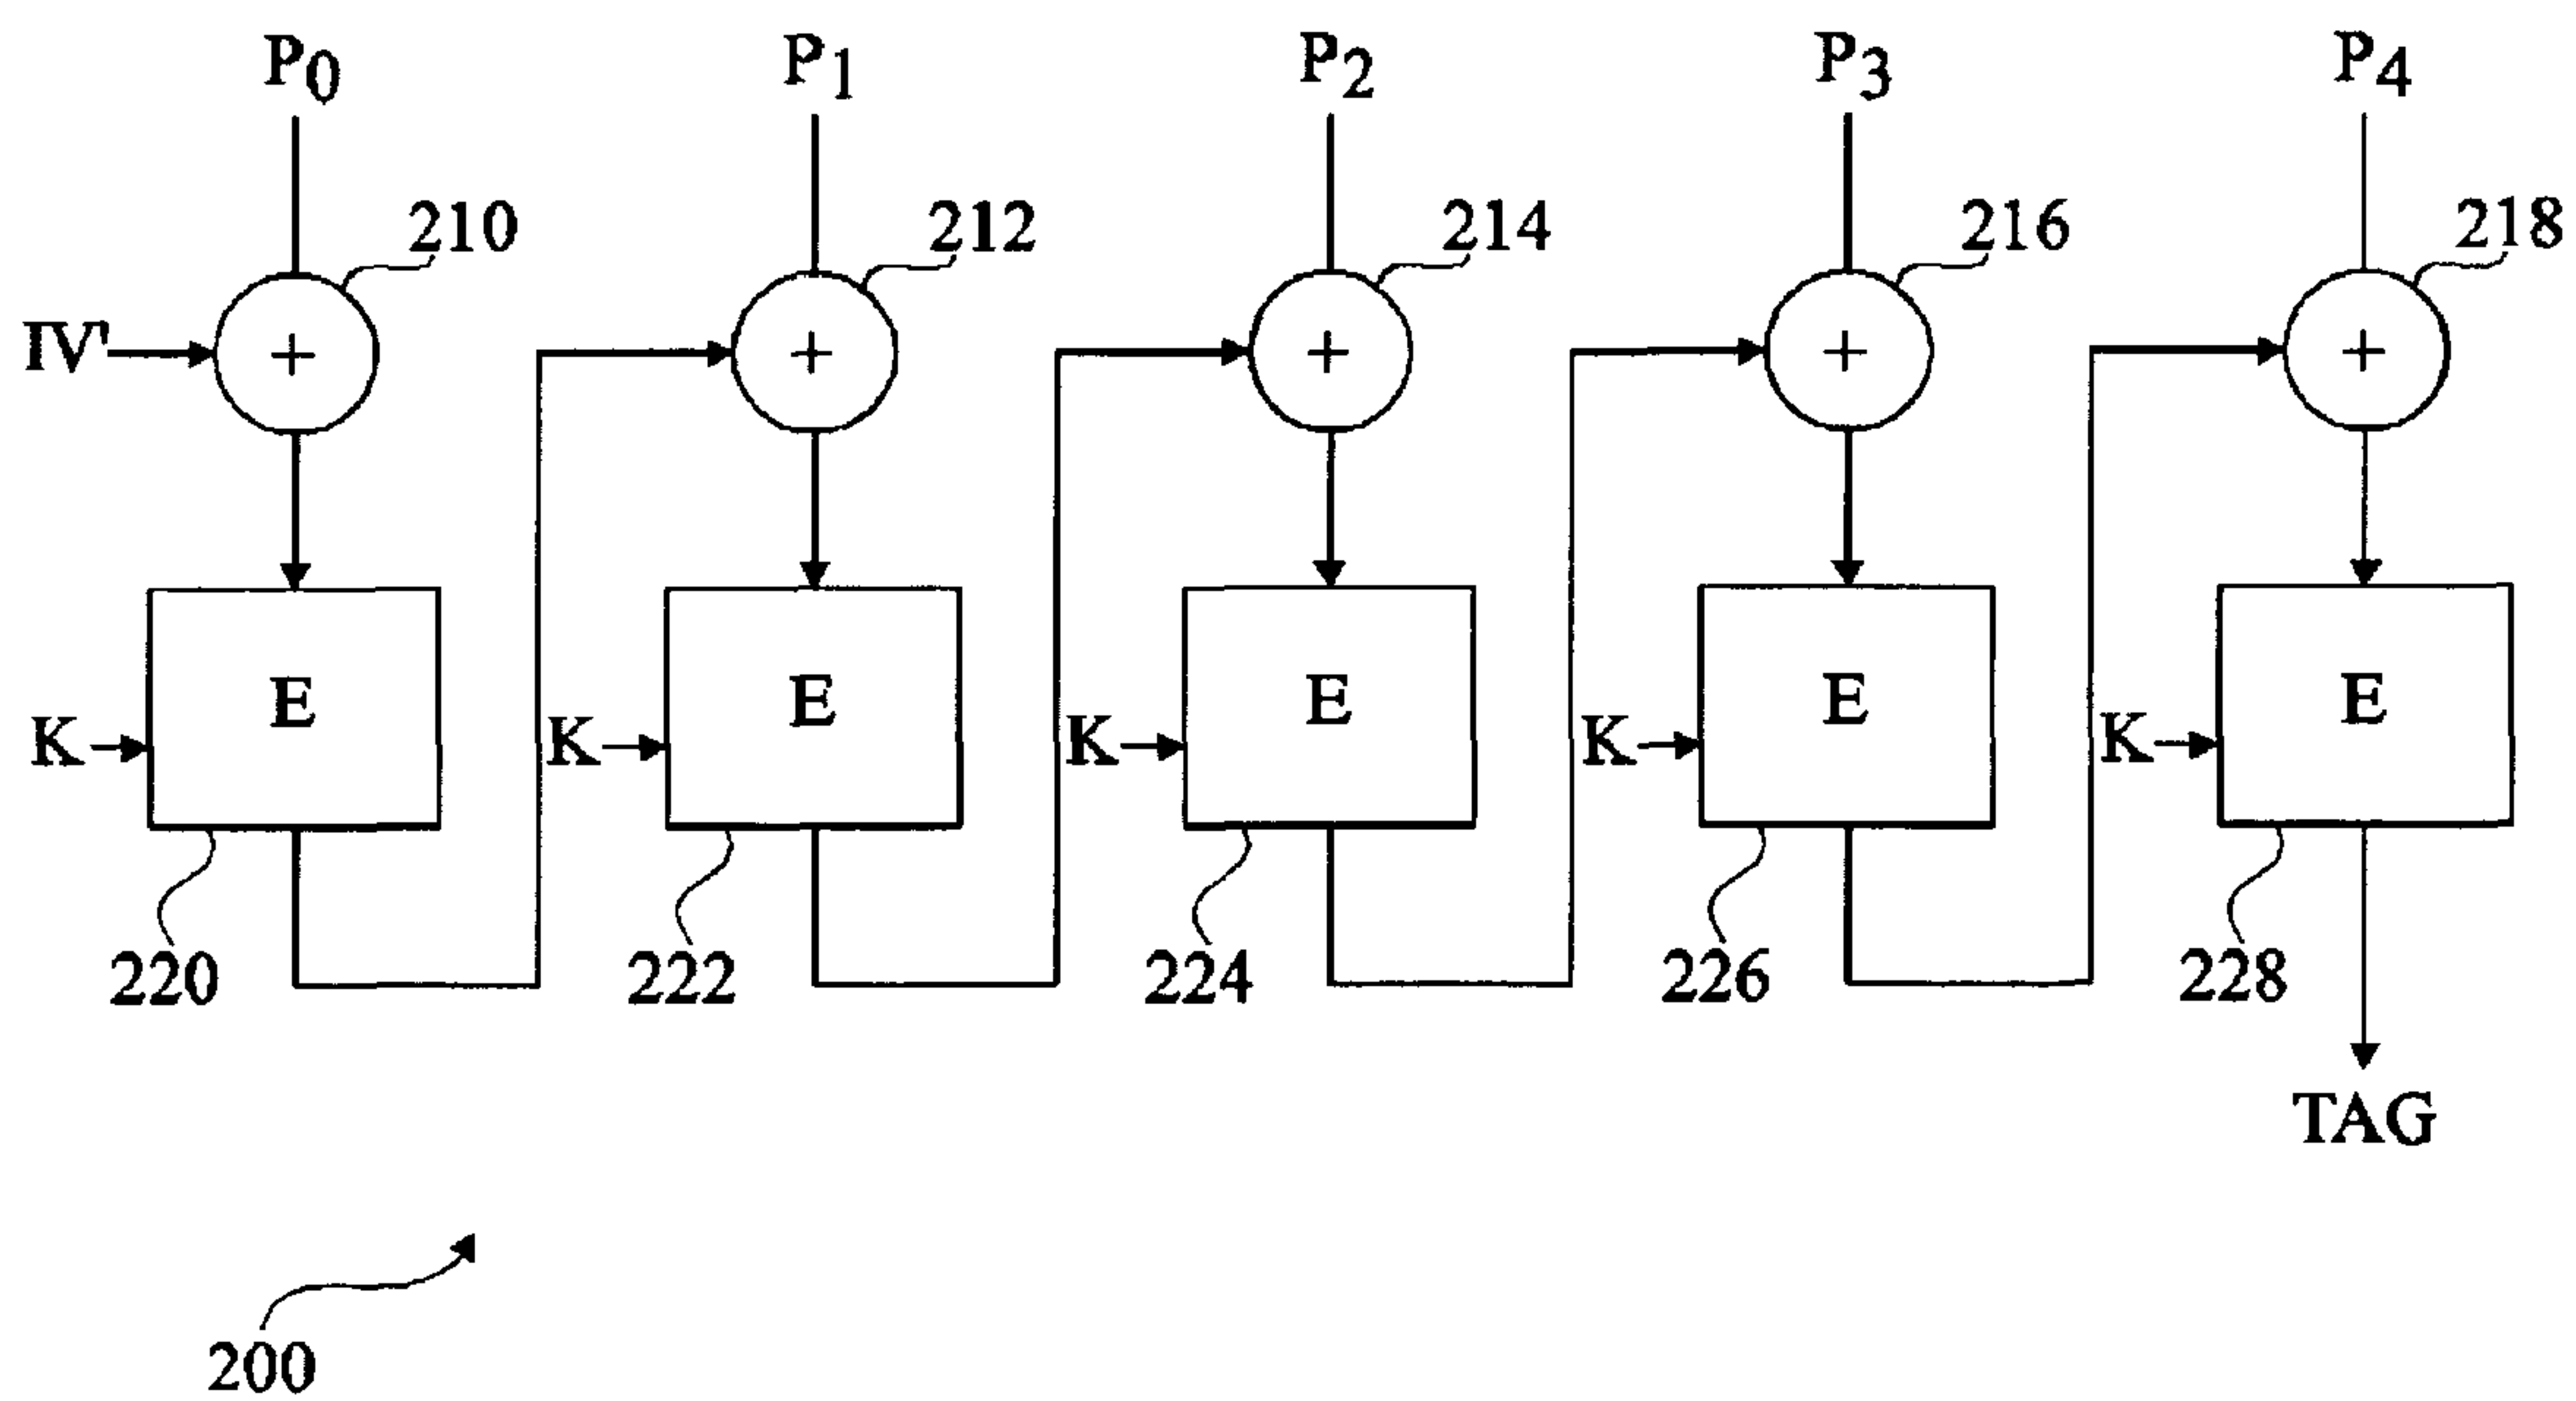 P0 P1 P2 P3 P4
210 212 214 216 218
IV' + + + + +
E E E E E
K K K K K
220 222 224 226 228
TAG
200